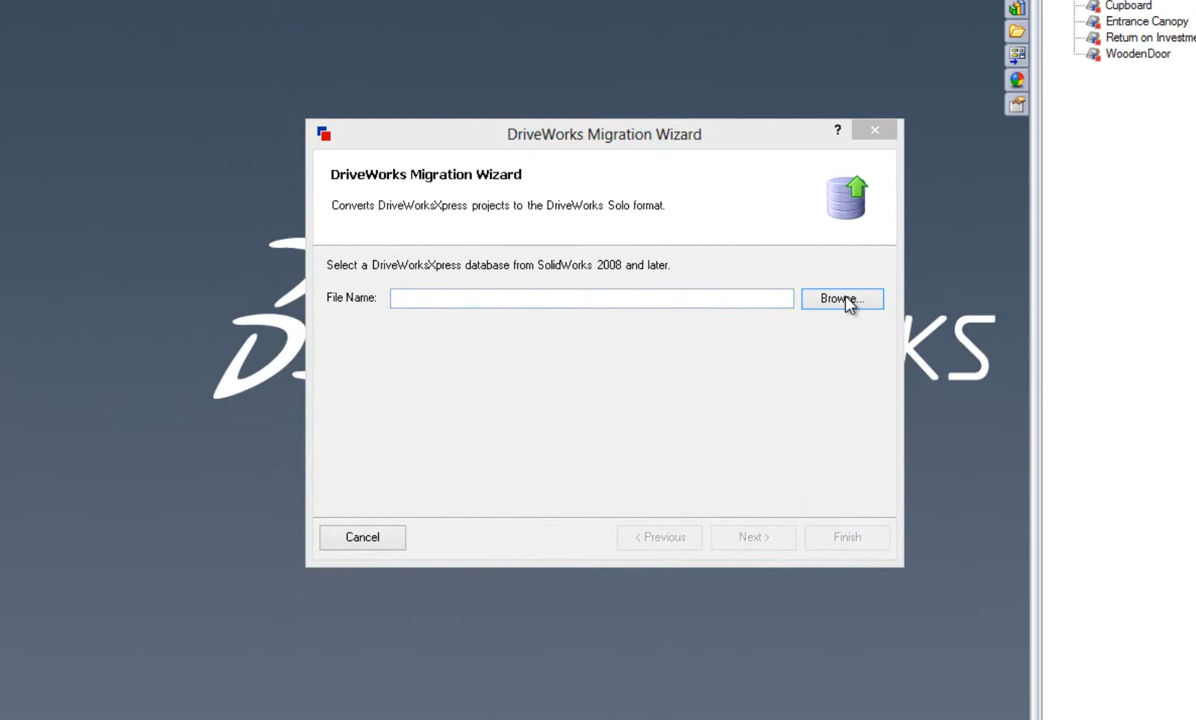 Cupboard
Entrance Canopy
Return on Investme
WoodenDoor
DriveWorks Migration Wizard
?
DriveWorks Migration Wizard
Converts DriveWorksXpress projects to the DriveWorks Solo format.
Select a DriveWorksXpress database from SolidWorks 2008 and later.
File Name:
Browse...
KS
Cancel
< Previous
Next >
Finish